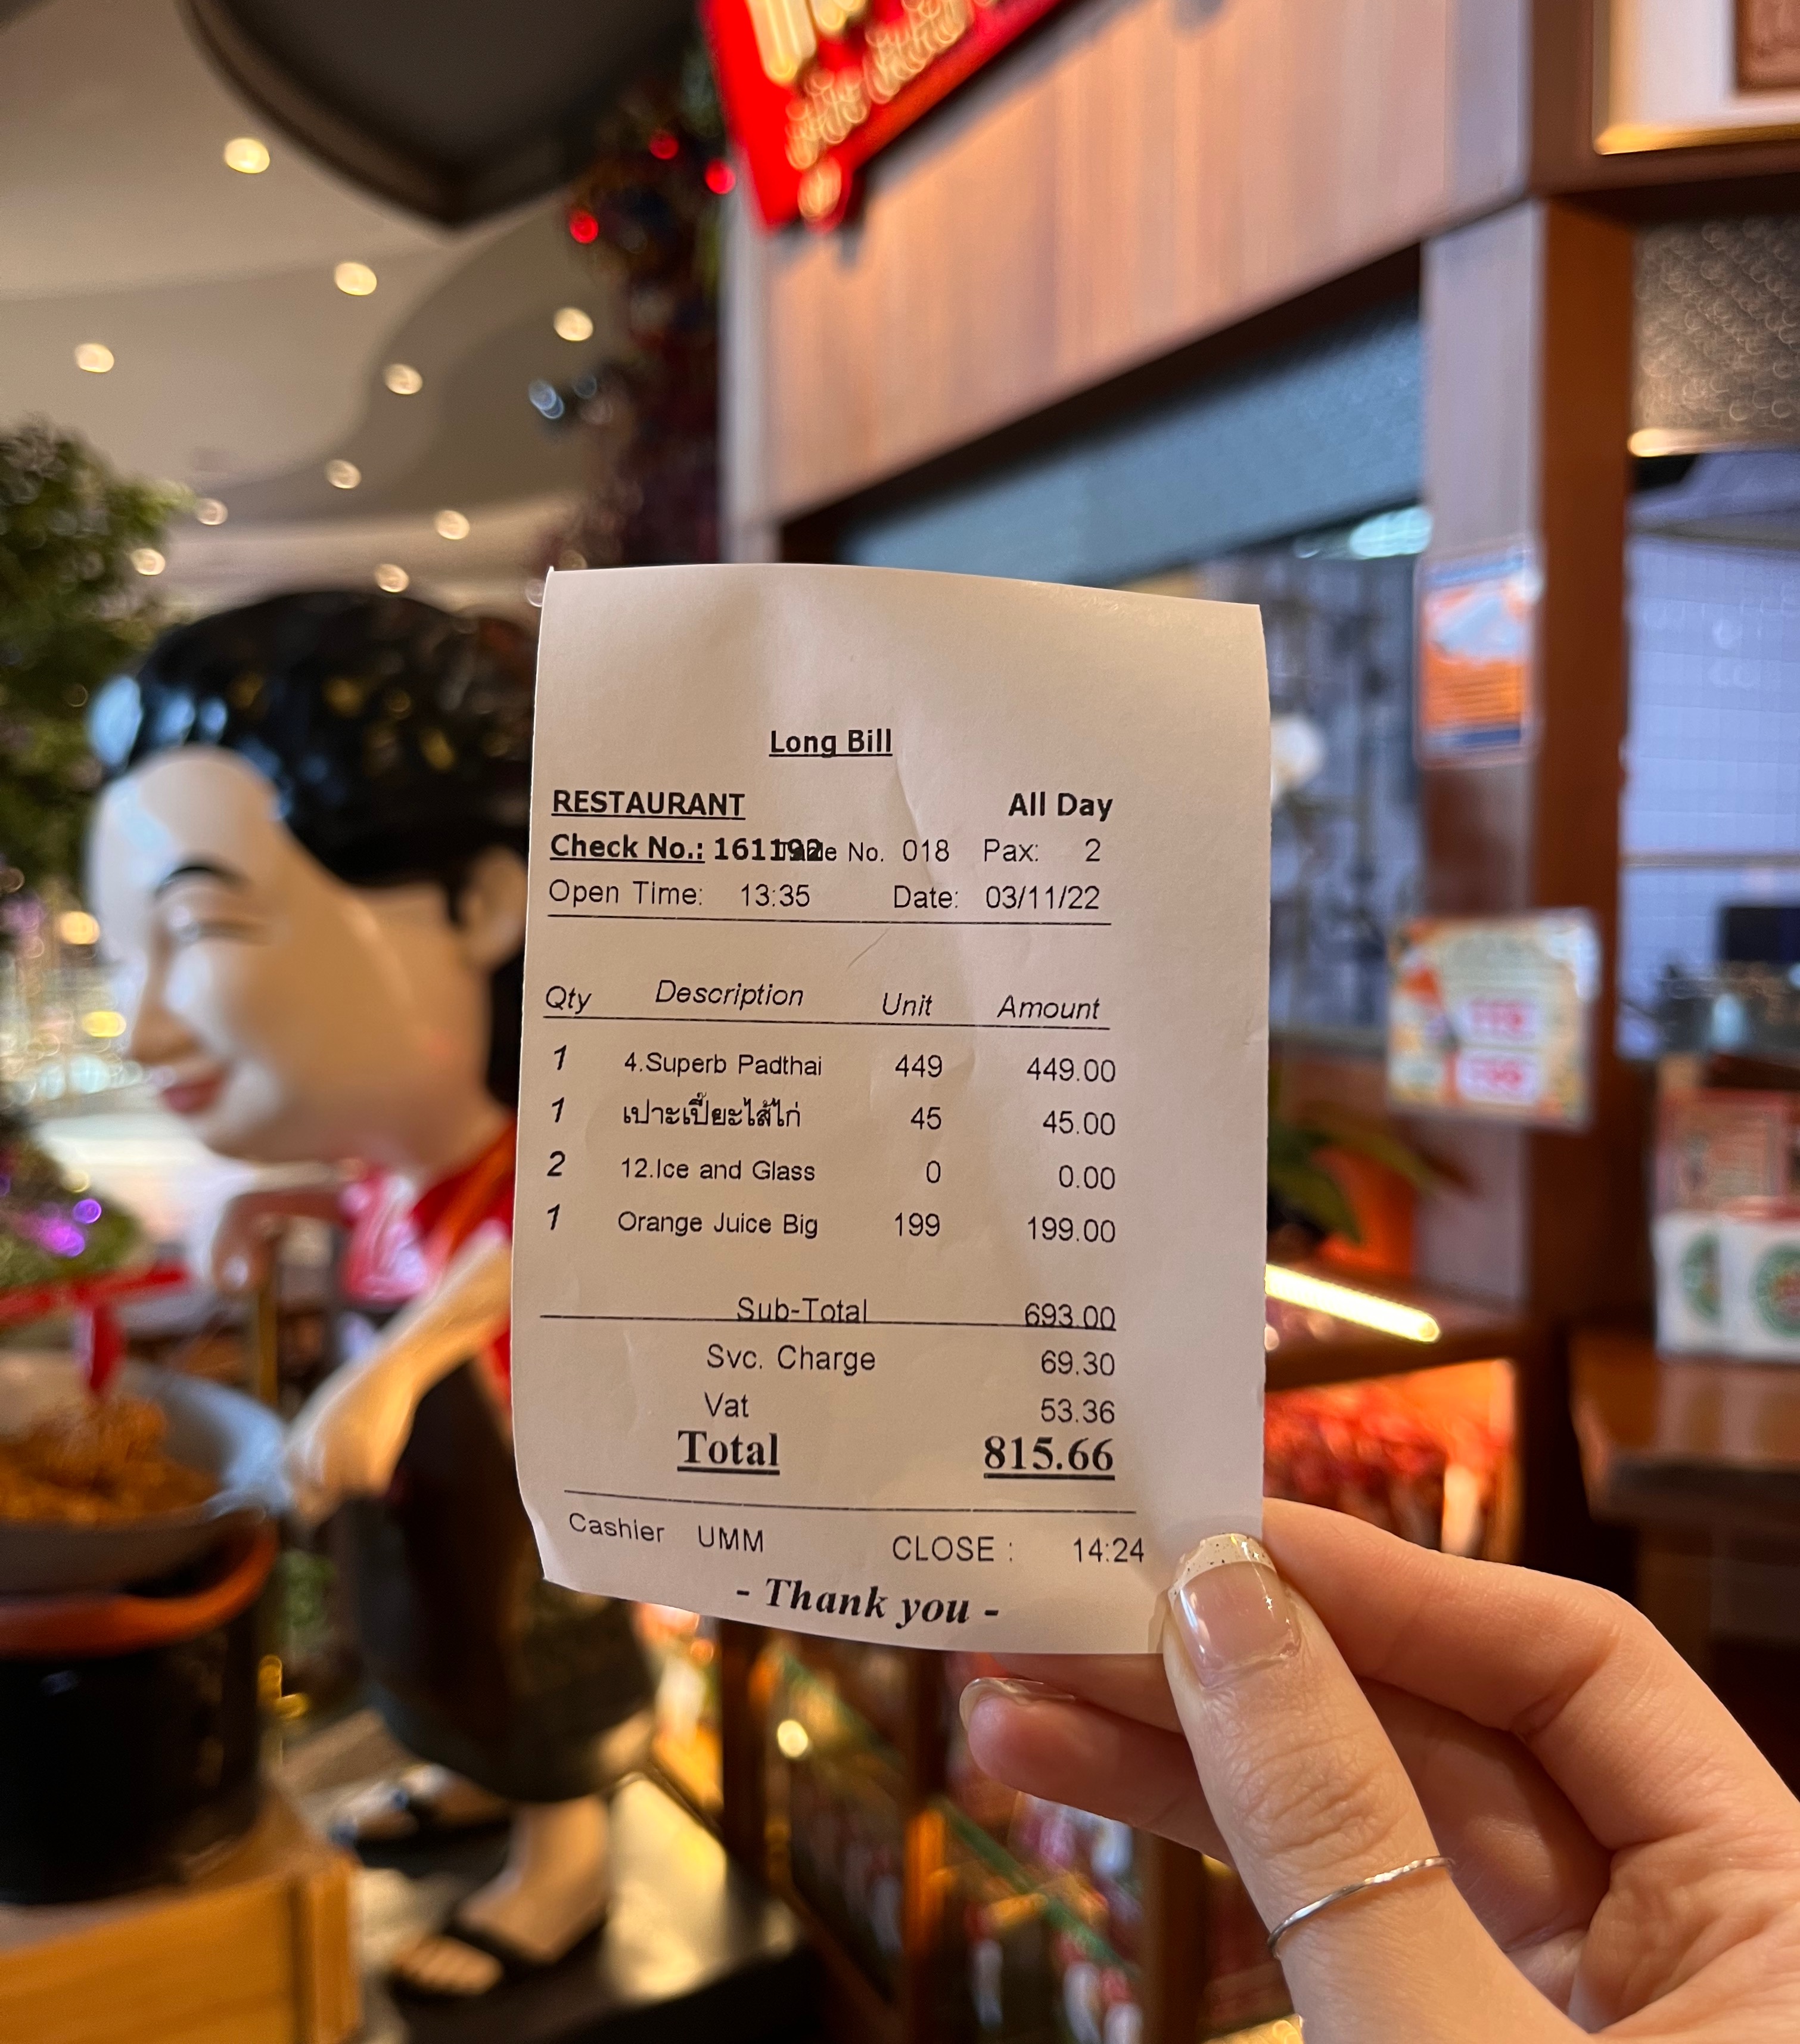 Long Bill
RESTAURANT All Day
Check No.: 161192 No. 018 Pax: 2
Open Time: 13:35 Date: 03/11/22
Qty Description Unit Amount
1 4.Superb Padthai 449 449.00
1 เปาะเปี๊ยะไส้ไก่ 45 45.00
2 12.Ice and Glass 0 0.00
1 Orange Juice Big 199 199.00
Sub-Total 693.00
Svc. Charge 69.30
Vat 53.36
Total 815.66
Cashier UMM CLOSE : 14:24
- Thank you -